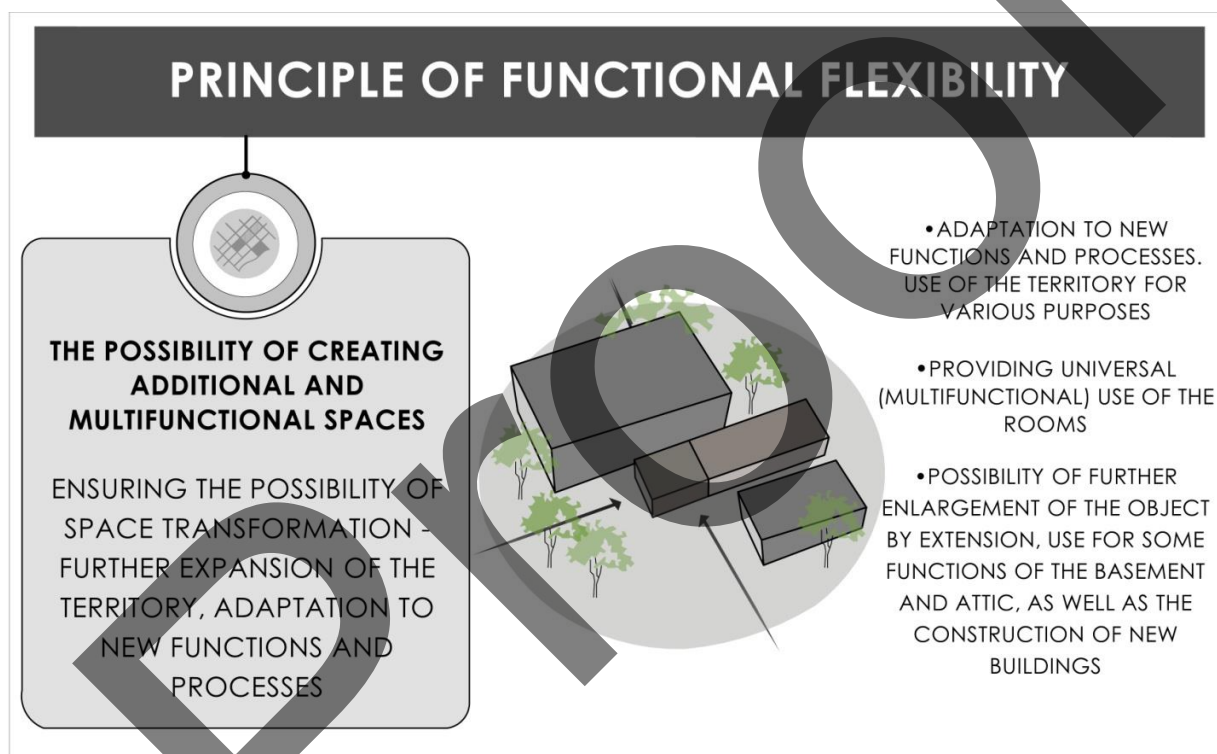 PRINCIPLE OF FUNCTIONAL FLEXIBILITY
THE POSSIBILITY OF CREATING
ADDITIONAL AND
MULTIFUNCTIONAL SPACES
ENSURING THE POSSIBILITY OF
SPACE TRANSFORMATION -
FURTHER EXPANSION OF THE
TERRITORY, ADAPTATION TO
NEW FUNCTIONS AND
PROCESSES
•ADAPTATION TO NEW
FUNCTIONS AND PROCESSES.
USE OF THE TERRITORY FOR
VARIOUS PURPOSES
•PROVIDING UNIVERSAL
(MULTIFUNCTIONAL) USE OF THE
ROOMS
•POSSIBILITY OF FURTHER
ENLARGEMENT OF THE OBJECT
BY EXTENSION, USE FOR SOME
FUNCTIONS OF THE BASEMENT
AND ATTIC, AS WELL AS THE
CONSTRUCTION OF NEW
BUILDINGS